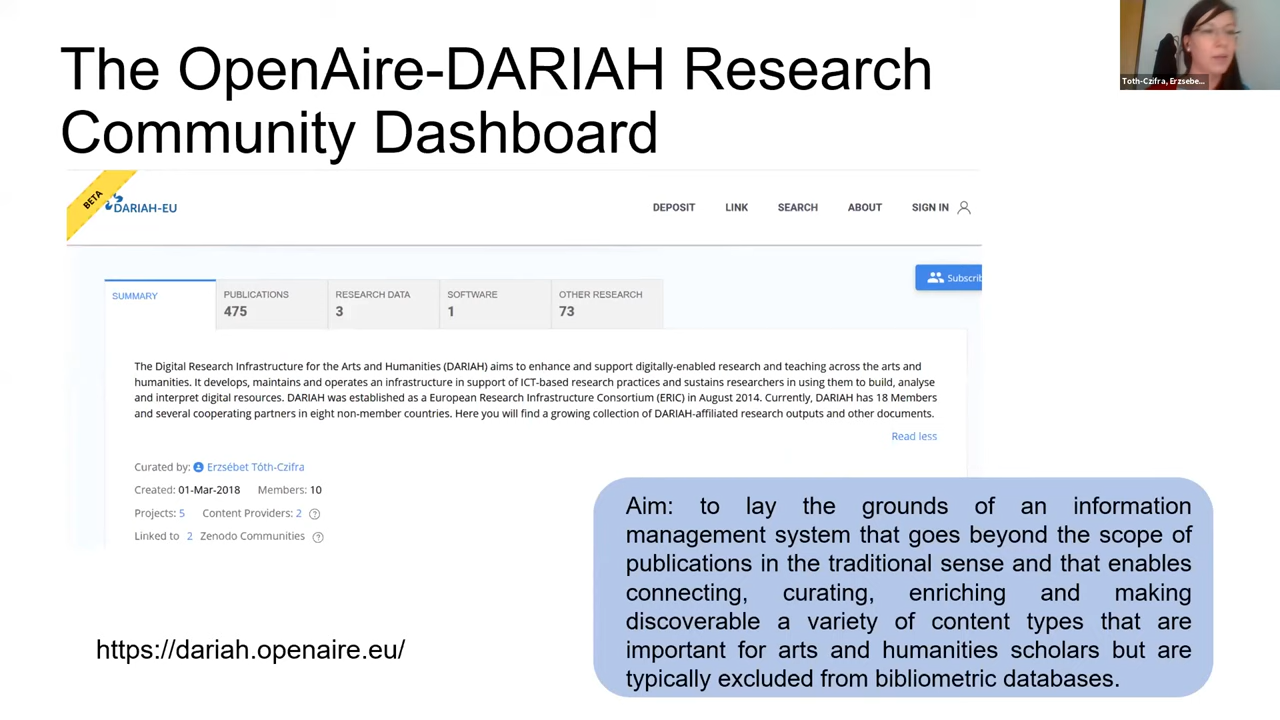 The OpenAire-DARIAH Research
Community Dashboard
Toth-Czifra, Erzsebe...
BETA
DARIAH-EU
DEPOSIT LINK SEARCH ABOUT SIGN IN
Subscrib
SUMMARY
PUBLICATIONS
475
RESEARCH DATA
3
SOFTWARE
1
OTHER RESEARCH
73
The Digital Research Infrastructure for the Arts and Humanities (DARIAH) aims to enhance and support digitally-enabled research and teaching across the arts and
humanities. It develops, maintains and operates an infrastructure in support of ICT-based research practices and sustains researchers in using them to build, analyse
and interpret digital resources. DARIAH was established as a European Research Infrastructure Consortium (ERIC) in August 2014. Currently, DARIAH has 18 Members
and several cooperating partners in eight non-member countries. Here you will find a growing collection of DARIAH-affiliated research outputs and other documents.
Read less
Curated by: Erzsébet Tóth-Czifra
Created: 01-Mar-2018 Members: 10
Projects: 5 Content Providers: 2 ?
Linked to 2 Zenodo Communities ?
Aim: to lay the grounds of an information
management system that goes beyond the scope of
publications in the traditional sense and that enables
connecting, curating, enriching and making
discoverable a variety of content types that are
important for arts and humanities scholars but are
typically excluded from bibliometric databases.
https://dariah.openaire.eu/